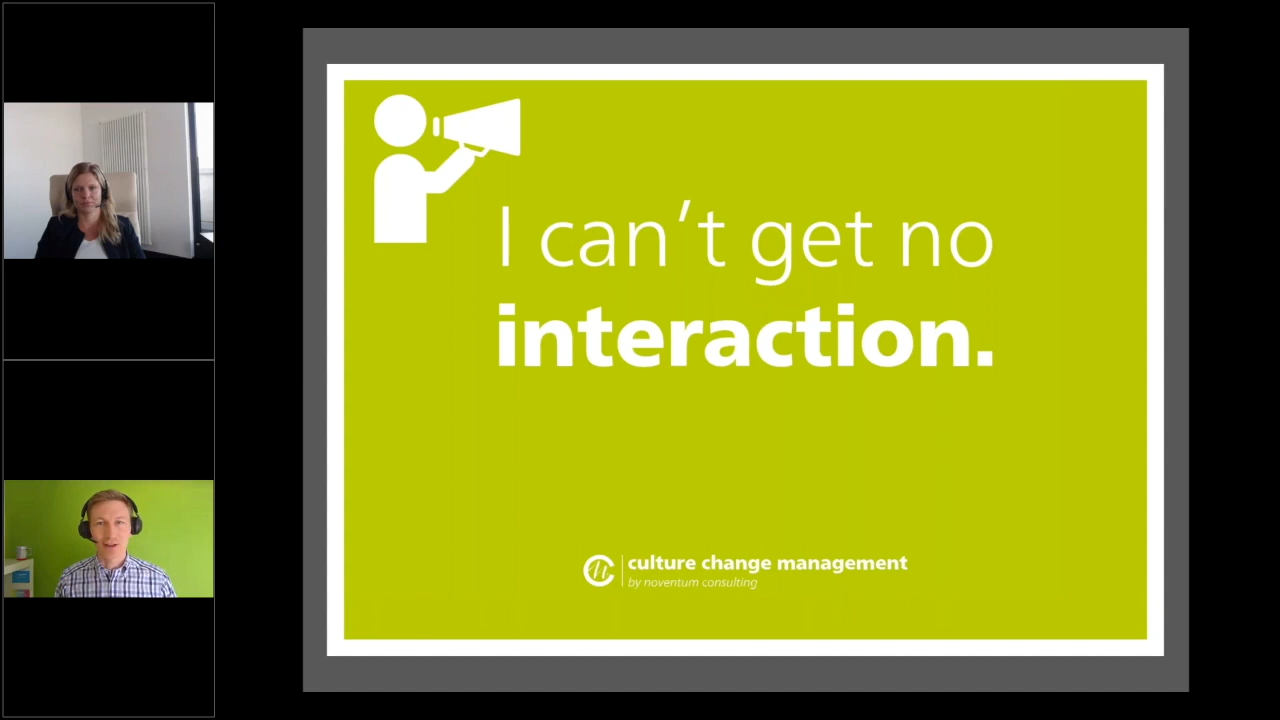 I can't get no
interaction.
culture change management
by noventum consulting